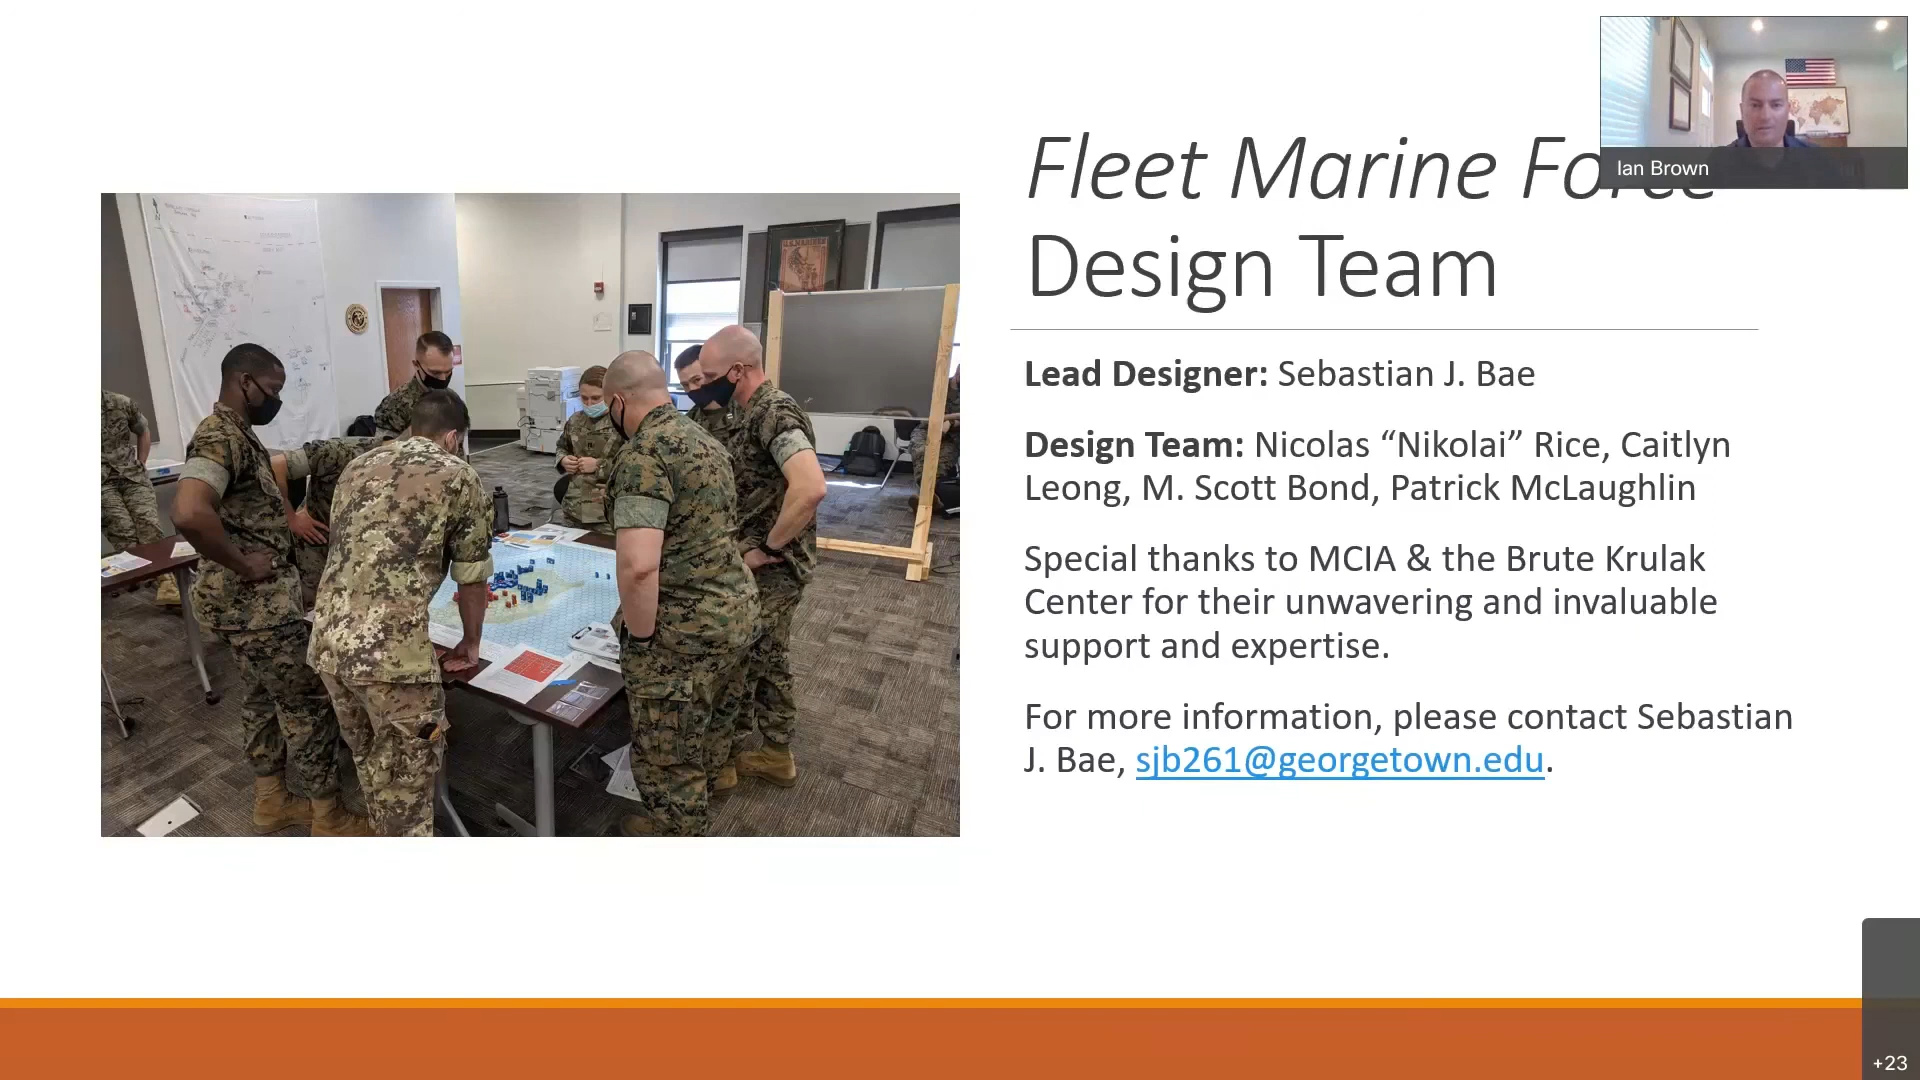 Ian Brown
Fleet Marine Force
Design Team
Lead Designer: Sebastian J. Bae
Design Team: Nicolas “Nikolai” Rice, Caitlyn
Leong, M. Scott Bond, Patrick McLaughlin
Special thanks to MCIA & the Brute Krulak
Center for their unwavering and invaluable
support and expertise.
For more information, please contact Sebastian
J. Bae, sjb261@georgetown.edu.
+23